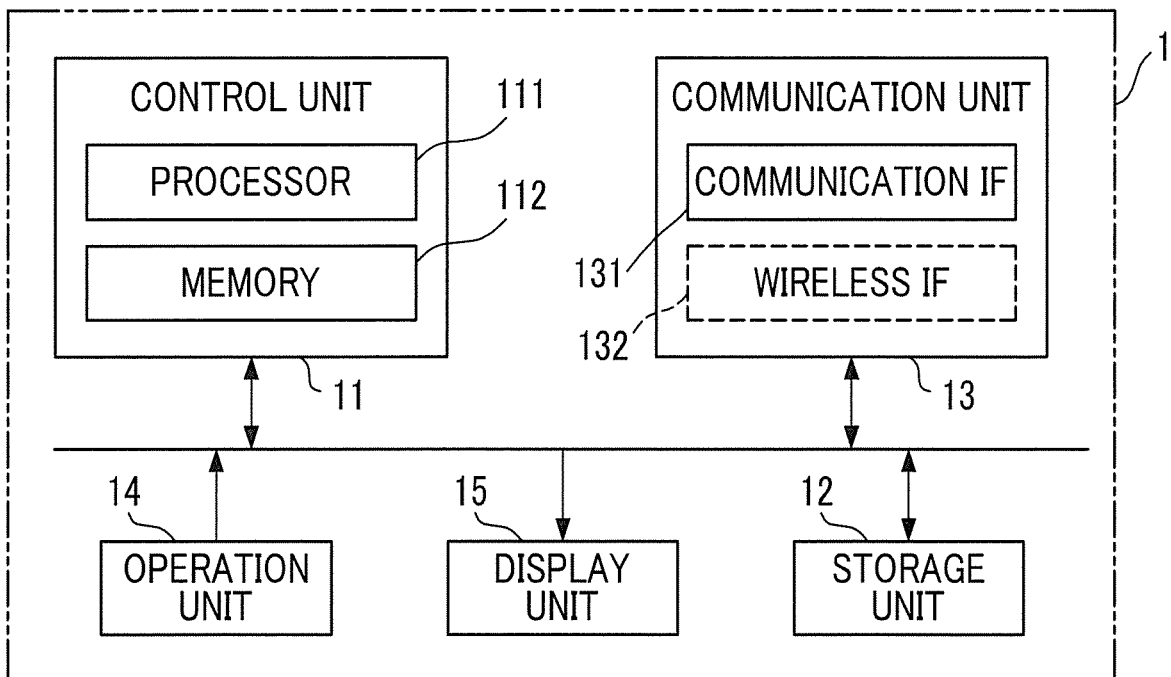 1
CONTROL UNIT
111
PROCESSOR
112
MEMORY
11
COMMUNICATION UNIT
COMMUNICATION IF
131
WIRELESS IF
132
13
14
OPERATION
UNIT
15
DISPLAY
UNIT
12
STORAGE
UNIT